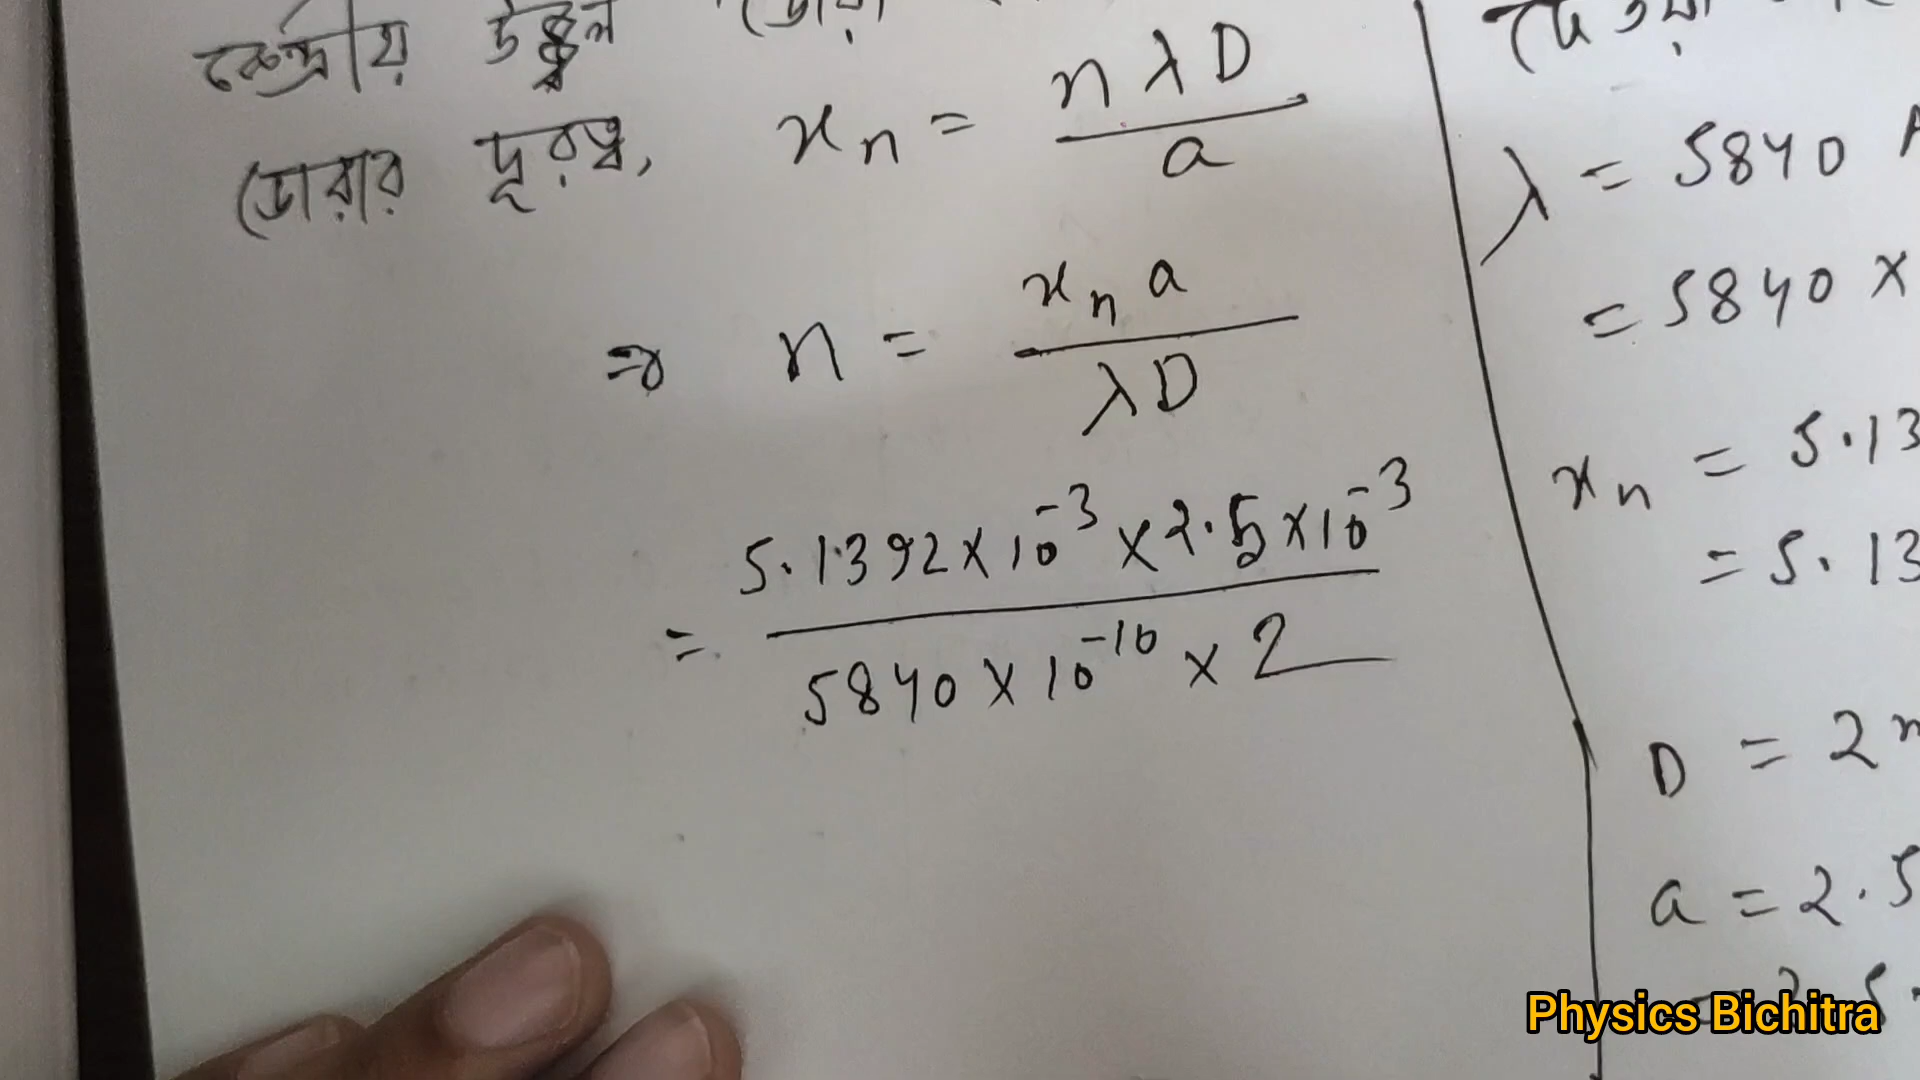 কেন্দ্রীয় উজ্জ্বল ডোরা
ডোরার দূরত্ব, xₙ = nλD / a
⇒ n = xₙ a / λD
= 5.1392×10⁻³ ×2.5×10⁻³ / 5840 × 10⁻¹⁰ × 2
λ = 5840 A
= 5840 ×
xₙ = 5.13
= 5.13
D = 2 m
a = 2.5
Physics Bichitra